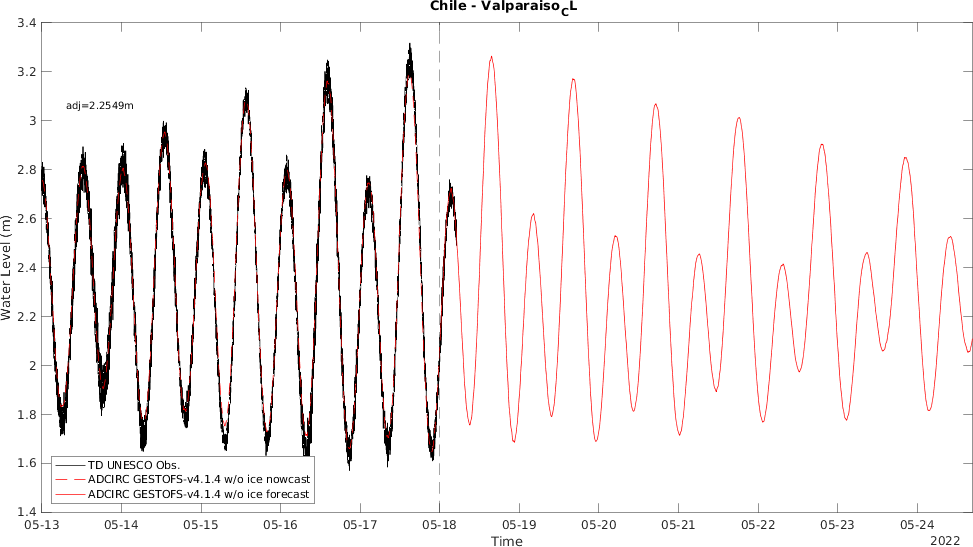 Chile - Valparaiso_CL
3.4
3.2
3
2.8
2.6
2.4
2.2
2
1.8
1.6
1.4
Water Level (m)
adj=2.2549m
TD UNESCO Obs.
ADCIRC GESTOFS-v4.1.4 w/o ice nowcast
ADCIRC GESTOFS-v4.1.4 w/o ice forecast
05-13 05-14 05-15 05-16 05-17 05-18 05-19 05-20 05-21 05-22 05-23 05-24
Time
2022